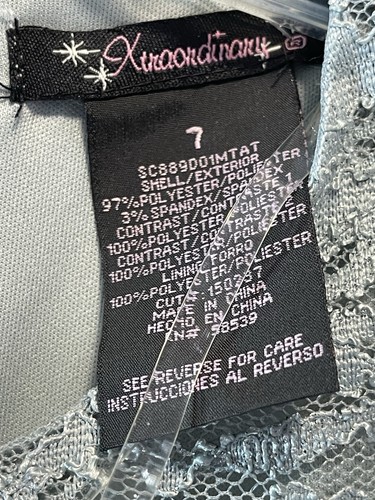 Xtraordinary ®
7
SC889D01MTAT
SHELL/EXTERIOR
97%POLYESTER/POLIESTER
3%SPANDEX/SPANDEX
CONTRAST/CONTRASTE 1
100%POLYESTER/POLIESTER
CONTRAST/CONTRASTE 2
100%POLYESTER/POLIESTER
LINING/FORRO
100%POLYESTER/POLIESTER
CUT#:150287
MADE IN CHINA
HECHO EN CHINA
RN# 98539
SEE REVERSE FOR CARE
INSTRUCCIONES AL REVERSO